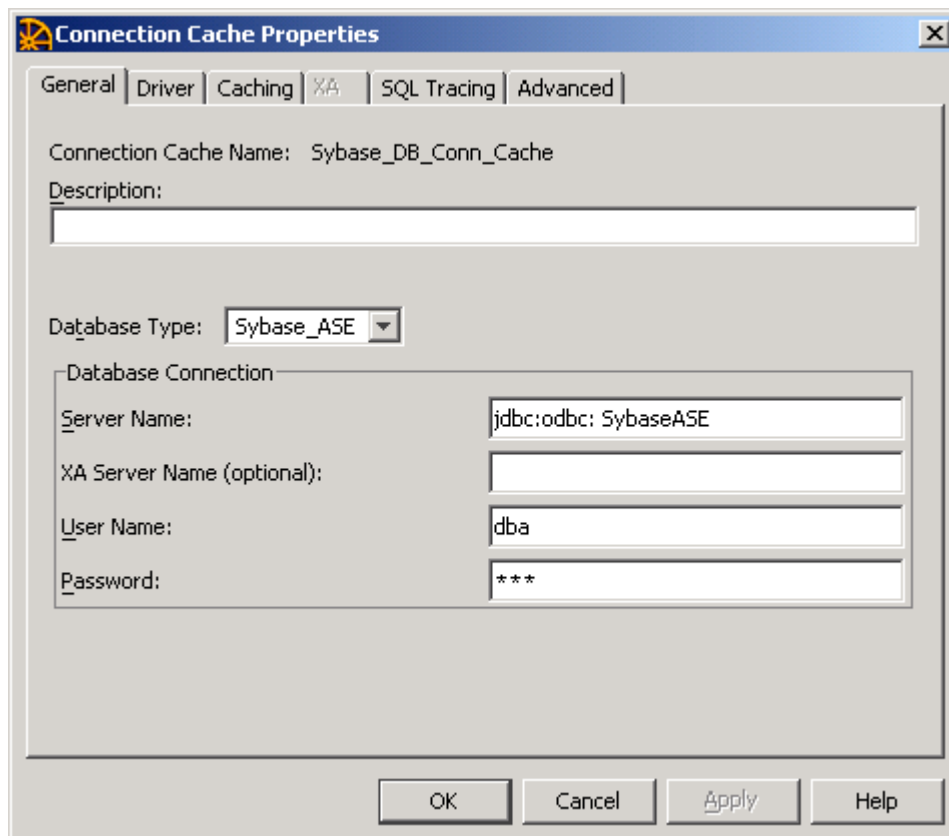 Connection Cache Properties
General Driver Caching XA SQL Tracing Advanced
Connection Cache Name: Sybase_DB_Conn_Cache
Description:
Database Type: Sybase_ASE
Database Connection
Server Name: jdbc:odbc: SybaseASE
XA Server Name (optional):
User Name: dba
Password: ***
OK Cancel Apply Help